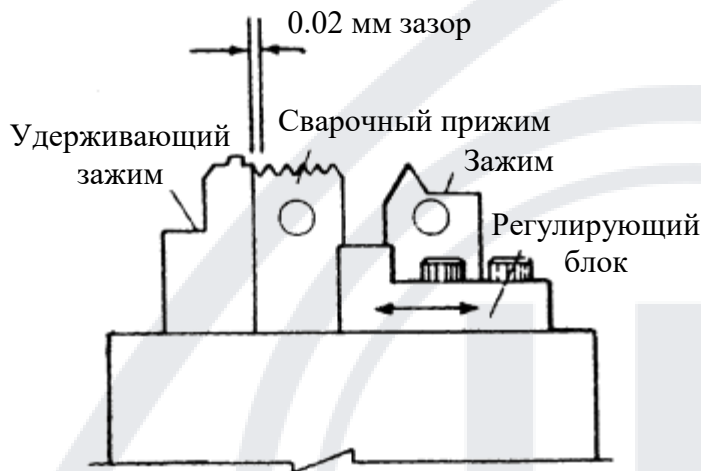 0.02 мм зазор
Удерживающий
зажим
Сварочный прижим
Зажим
Регулирующий
блок